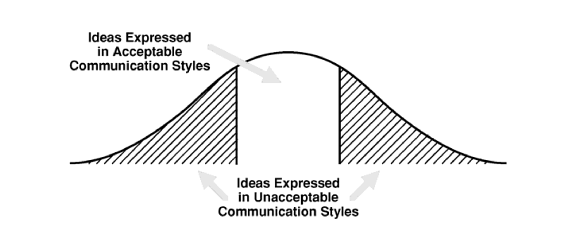 Ideas Expressed
in Acceptable
Communication Styles
Ideas Expressed
in Unacceptable
Communication Styles